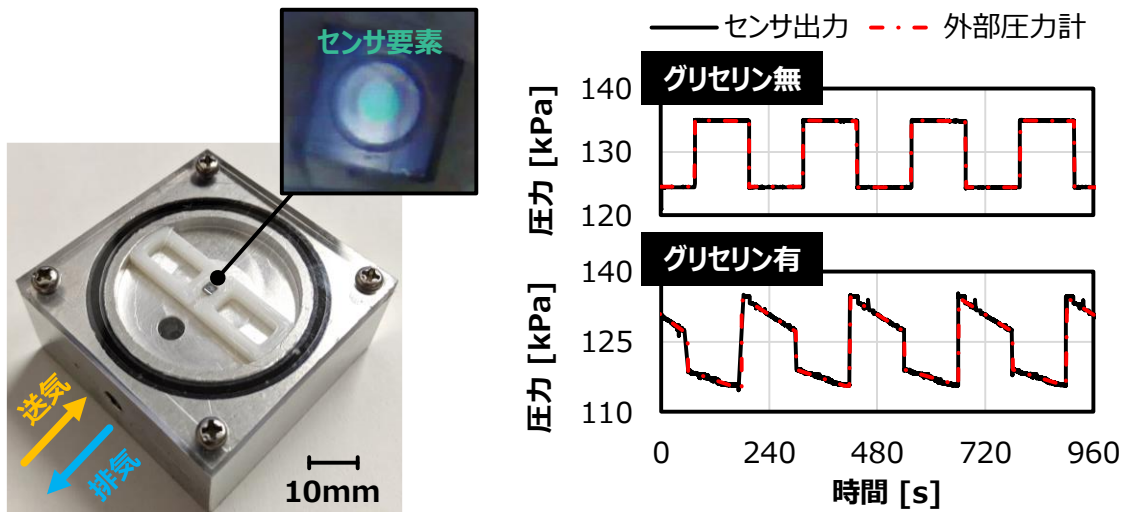 センサ要素
送気
排気
10mm
センサ出力 外部圧力計
グリセリン無
圧力 [kPa]
140
130
120
グリセリン有
圧力 [kPa]
140
125
110
0 240 480 720 960
時間 [s]